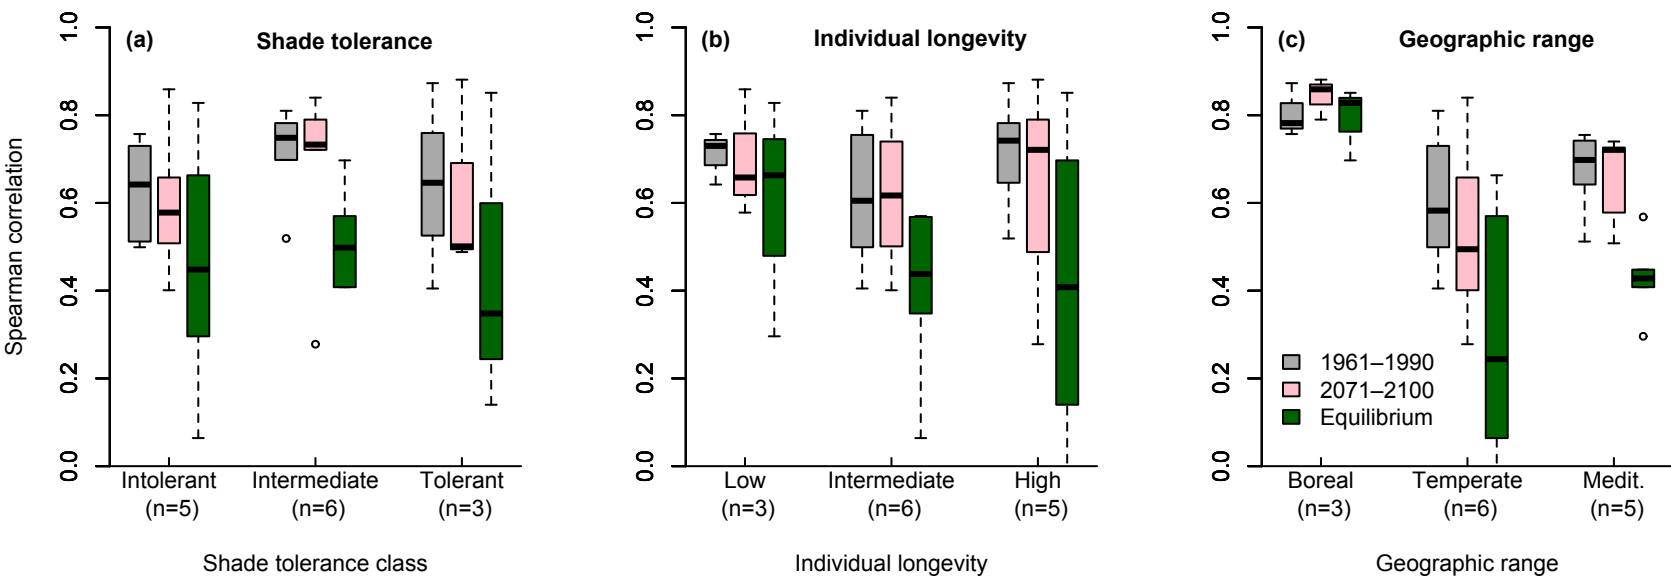 (a) Shade tolerance
Spearman correlation
1.0
0.8
0.6
0.4
0.2
0.0
Intolerant Intermediate Tolerant
(n=5) (n=6) (n=3)
Shade tolerance class
(b) Individual longevity
1.0
0.8
0.6
0.4
0.2
0.0
Low Intermediate High
(n=3) (n=6) (n=5)
Individual longevity
(c) Geographic range
1.0
0.8
0.6
0.4
0.2
0.0
1961–1990
2071–2100
Equilibrium
Boreal Temperate Medit.
(n=3) (n=6) (n=5)
Geographic range